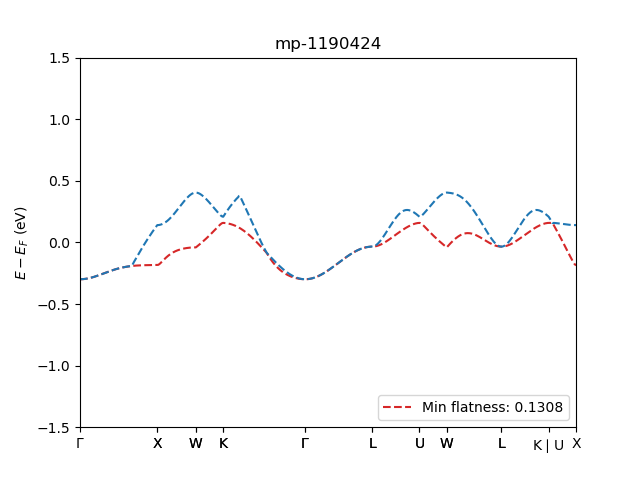 mp-1190424
E − E_F (eV)
1.5
1.0
0.5
0.0
−0.5
−1.0
−1.5
Min flatness: 0.1308
Γ X W K Γ L U W L K | U X